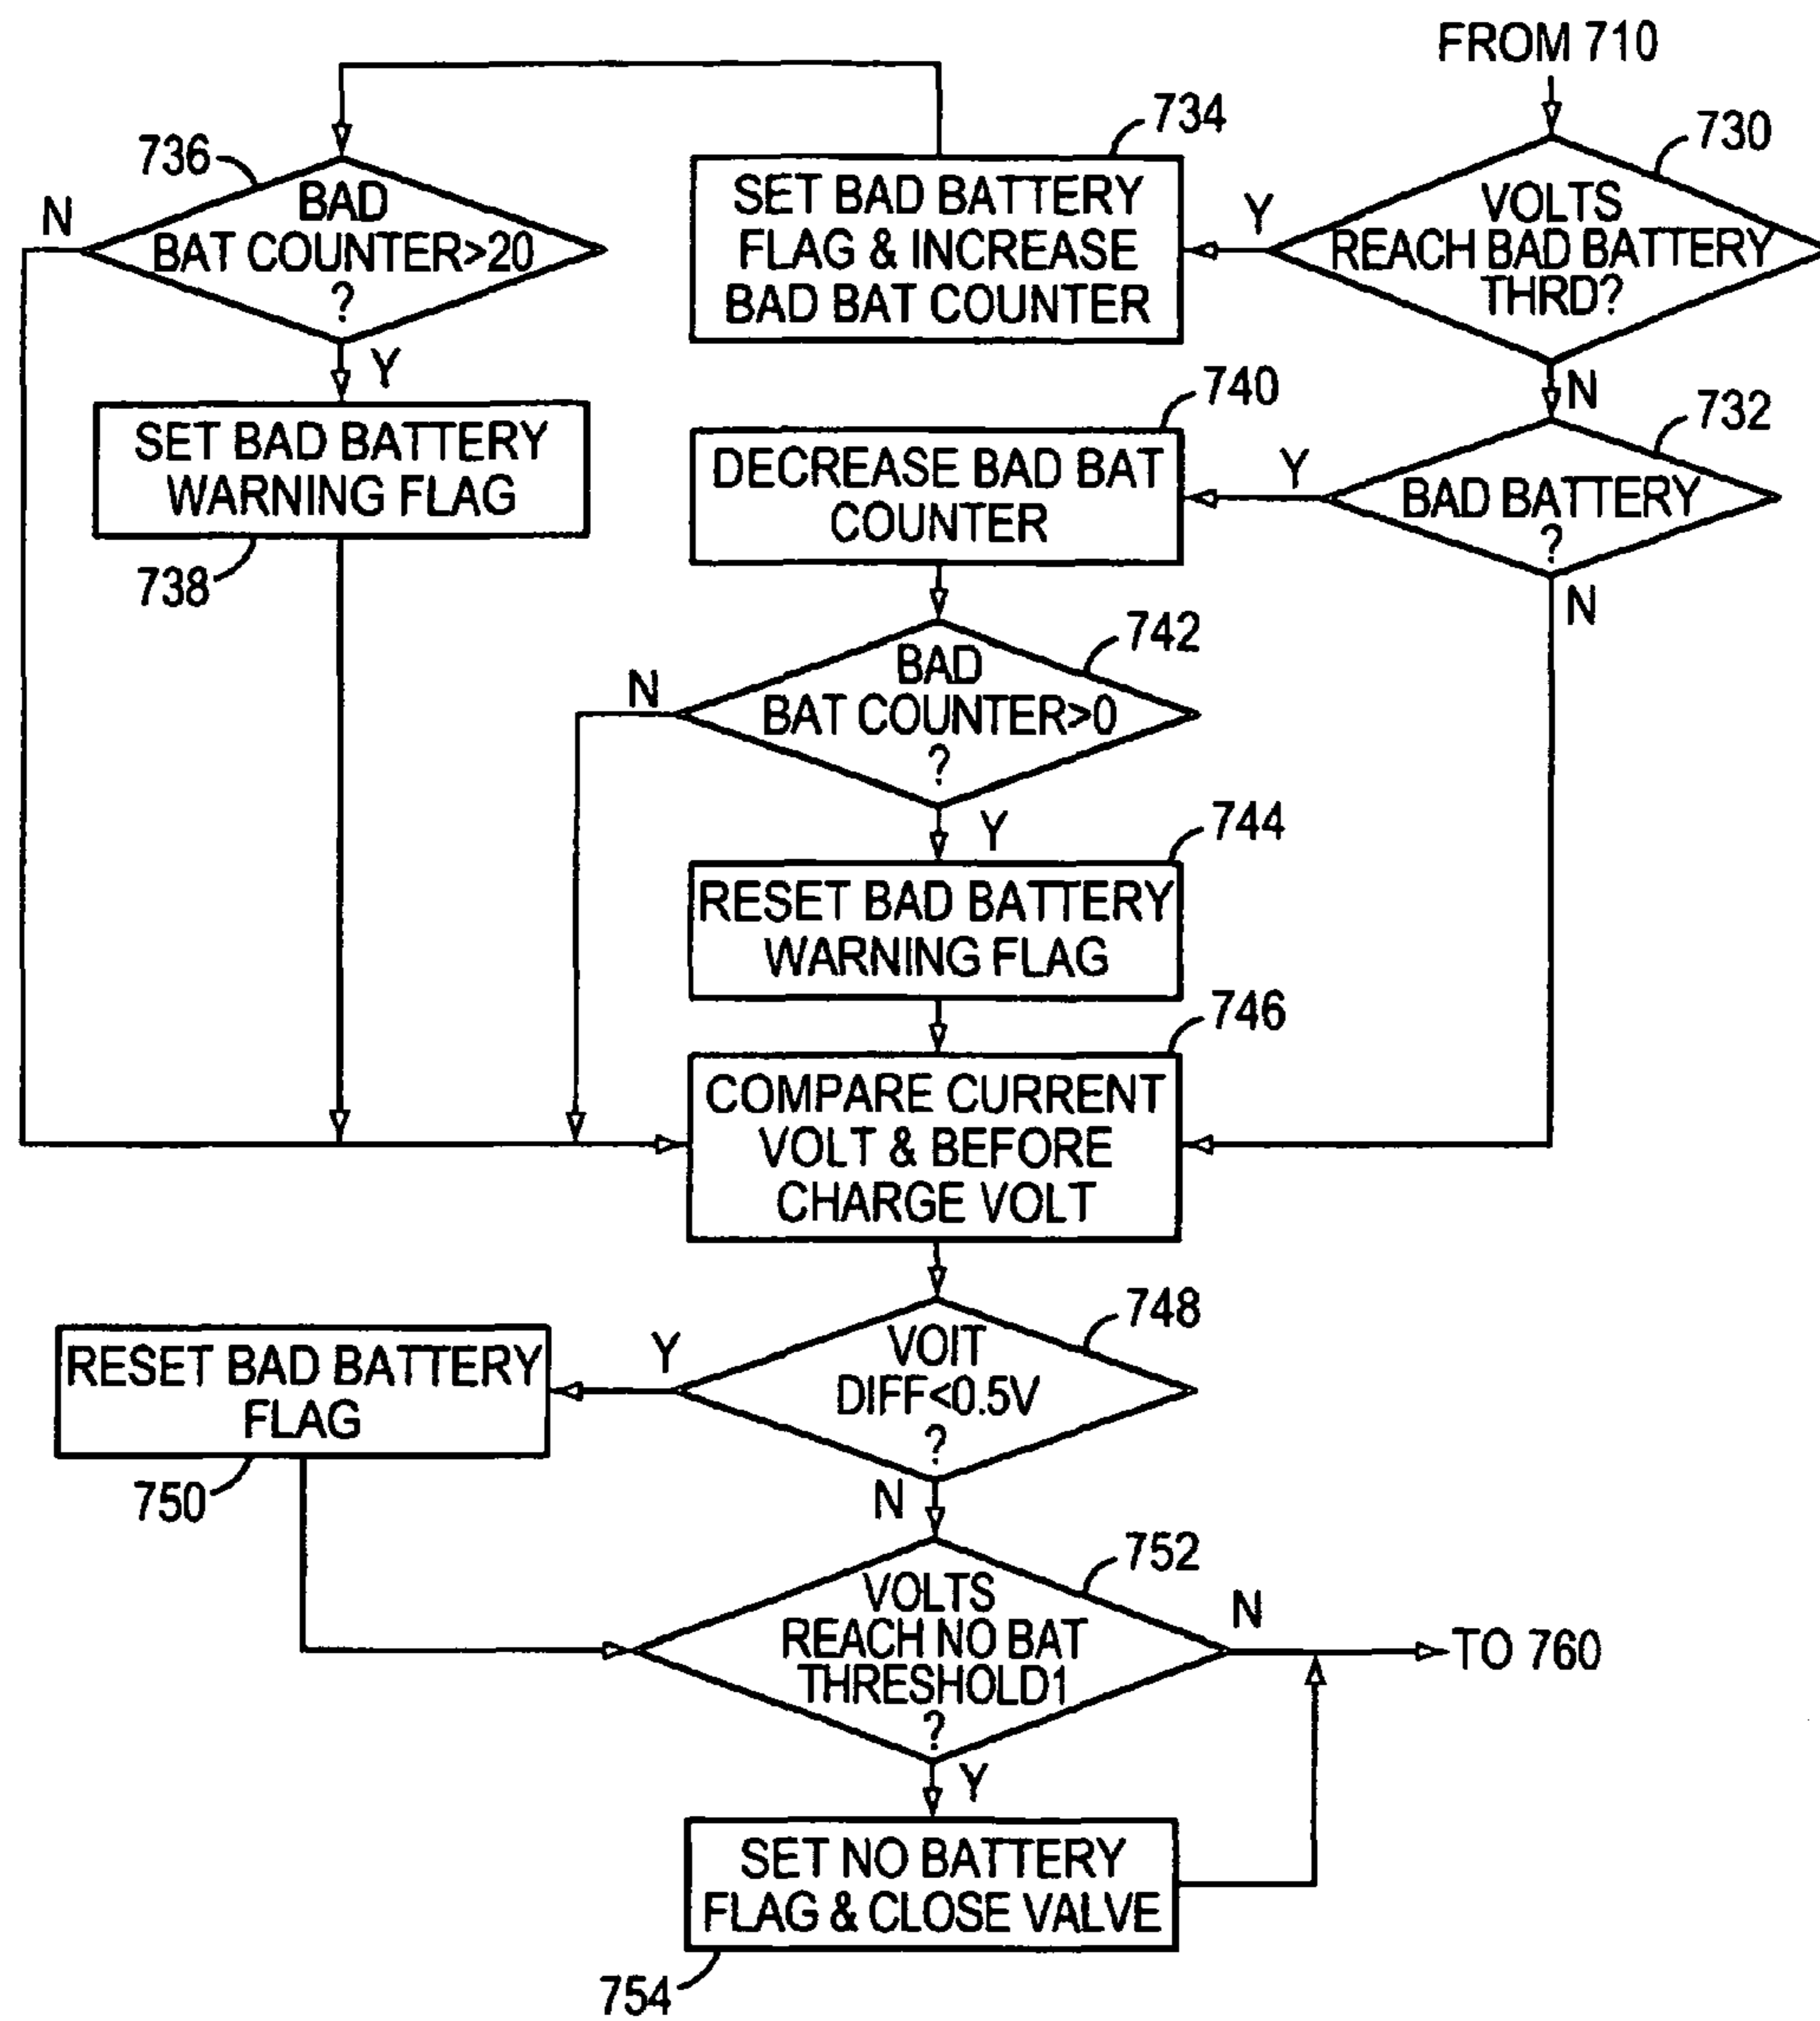 FROM 710
734
730
736
BAD
BAT COUNTER>20
?
N
Y
SET BAD BATTERY
FLAG & INCREASE
BAD BAT COUNTER
Y
VOLTS
REACH BAD BATTERY
THRD?
N
SET BAD BATTERY
WARNING FLAG
738
740
DECREASE BAD BAT
COUNTER
Y
732
BAD BATTERY
?
N
742
BAD
BAT COUNTER>0
?
N
Y
744
RESET BAD BATTERY
WARNING FLAG
746
COMPARE CURRENT
VOLT & BEFORE
CHARGE VOLT
748
VOIT
DIFF<0.5V
?
Y
N
RESET BAD BATTERY
FLAG
750
752
VOLTS
REACH NO BAT
THRESHOLD1
?
N
TO 760
Y
SET NO BATTERY
FLAG & CLOSE VALVE
754